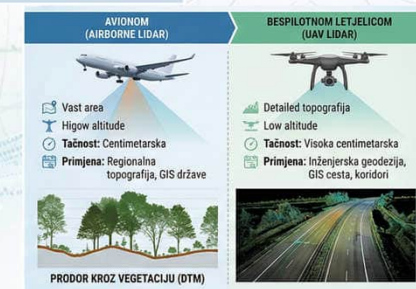 AVIONOM
(AIRBORNE LIDAR)
Vast area
Higow altitude
Tačnost: Centimetarska
Primjena: Regionalna
topografija, GIS države
PRODOR KROZ VEGETACIJU (DTM)
BESPILOTNOM LETJELICOM
(UAV LIDAR)
Detailed topografija
Low altitude
Tačnost: Visoka centimetarska
Primjena: Inženjerska geodezija,
GIS cesta, koridori